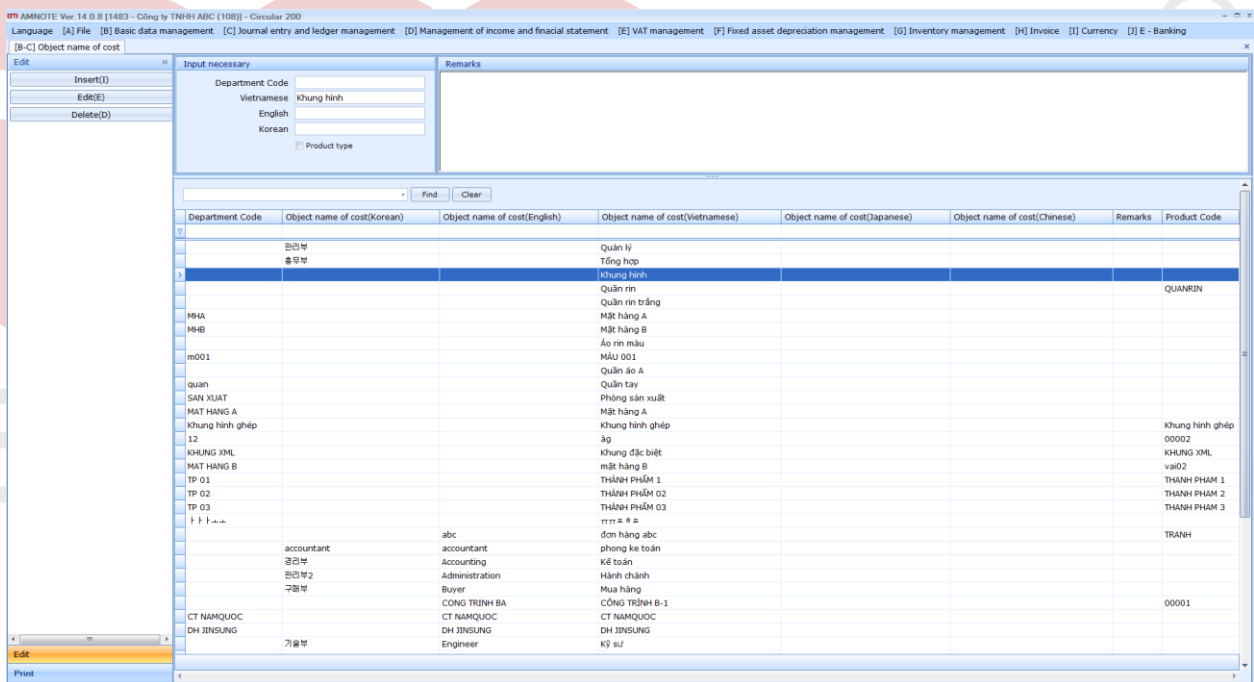 AMNOTE Ver.14.0.8 [1483 - Công ty TNHH ABC (108)] - Circular 200
Language [A] File [B] Basic data management [C] Journal entry and ledger management [D] Management of income and finacial statement [E] VAT management [F] Fixed asset depreciation management [G] Inventory management [H] Invoice [I] Currency [J] E - Banking
[B-C] Object name of cost
Edit
Insert(I)
Edit(E)
Delete(D)
Input necessary
Department Code
Vietnamese Khung hình
English
Korean
Product type
Remarks
Find Clear
Department Code Object name of cost(Korean) Object name of cost(English) Object name of cost(Vietnamese) Object name of cost(Japanese) Object name of cost(Chinese) Remarks Product Code
관리부 Quản lý
총무부 Tổng hợp
Khung hình
Quần rin QUANRIN
Quần rin trắng
MHA Mặt hàng A
MHB Mặt hàng B
Áo rin màu
m001 MÀU 001
Quần áo A
quan Quần tay
SAN XUAT Phòng sản xuất
MAT HANG A Mặt hàng A
Khung hình ghép Khung hình ghép Khung hình ghép
12 àg 00002
KHUNG XML Khung đặc biệt KHUNG XML
MAT HANG B mặt hàng B vai02
TP 01 THÀNH PHẨM 1 THANH PHAM 1
TP 02 THÀNH PHẨM 02 THANH PHAM 2
TP 03 THÀNH PHẨM 03 THANH PHAM 3
ㅏㅏㅏㅗㅗ
abc đơn hàng abc TRANH
accountant accountant phong ke toán
경리부 Accounting Kế toán
관리부2 Administration Hành chánh
구매부 Buyer Mua hàng
CONG TRINH BA CÔNG TRÌNH B-1 00001
CT NAMQUOC CT NAMQUOC CT NAMQUOC
DH JINSUNG DH JINSUNG DH JINSUNG
기술부 Engineer Kỹ sư
Edit
Print